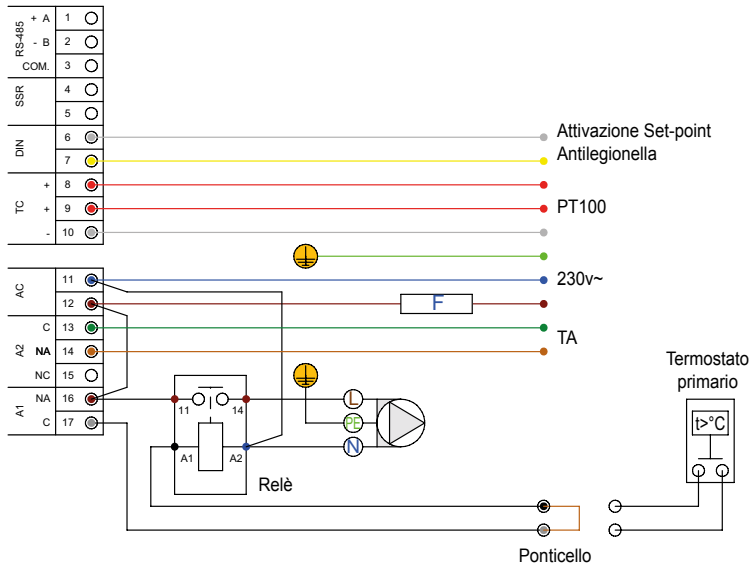 RS-485
+ A 1
- B 2
COM. 3
SSR
4
5
DIN
6
7
TC
+ 8
+ 9
- 10
Attivazione Set-point
Antilegionella
PT100
AC
11
12
230v~
F
A2
C 13
NA 14
NC 15
TA
A1
NA 16
C 17
11 14
A1 A2
Relè
L
PE
N
Termostato
primario
t>°C
Ponticello